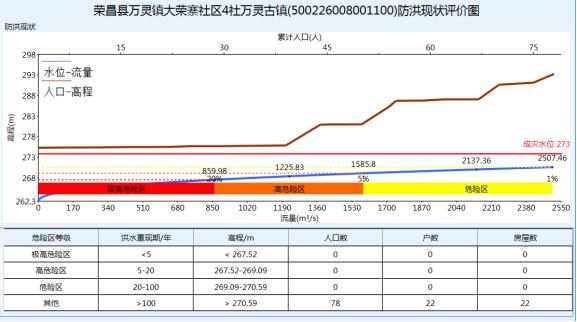 荣昌县万灵镇大荣寨社区4社万灵古镇(500226008001100)防洪现状评价图
防洪现状
累计人口(人)
15 30 45 60 75
298
293
288
283
278
273
268
262.3
高程(m)
水位-流量
人口-高程
成灾水位 273
859.98 1225.83 1585.8 2137.36 2507.46
20% 5% 1%
极高危险区 高危险区 危险区
0 170 340 510 680 850 1020 1190 1360 1530 1700 1870 2040 2210 2380 2550
流量(m³/s)
危险区等级 洪水重现期/年 高程/m 人口数 户数 房屋数
极高危险区 <5 < 267.52 0 0 0
高危险区 5-20 267.52-269.09 0 0 0
危险区 20-100 269.09-270.59 0 0 0
其他 >100 > 270.59 78 22 22